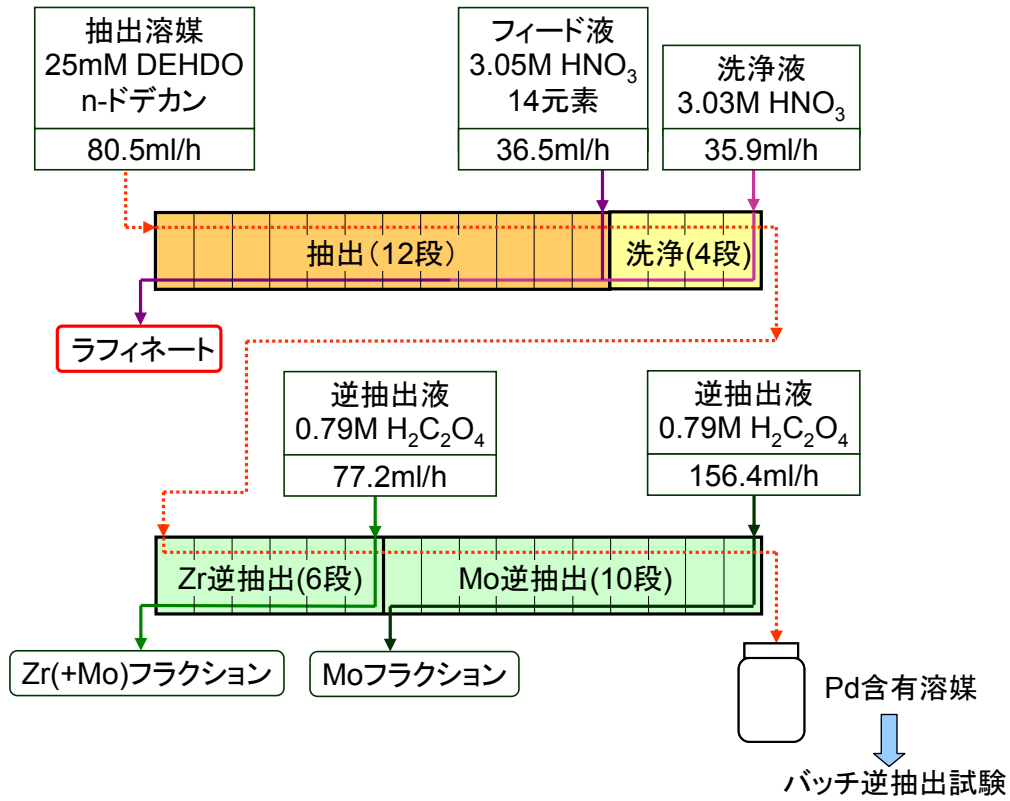 抽出溶媒
25mM DEHDO
n-ドデカン
80.5ml/h
フィード液
3.05M HNO3
14元素
36.5ml/h
洗浄液
3.03M HNO3
35.9ml/h
抽出(12段)
洗浄(4段)
ラフィネート
逆抽出液
0.79M H2C2O4
77.2ml/h
逆抽出液
0.79M H2C2O4
156.4ml/h
Zr逆抽出(6段)
Mo逆抽出(10段)
Zr(+Mo)フラクション
Moフラクション
Pd含有溶媒
バッチ逆抽出試験